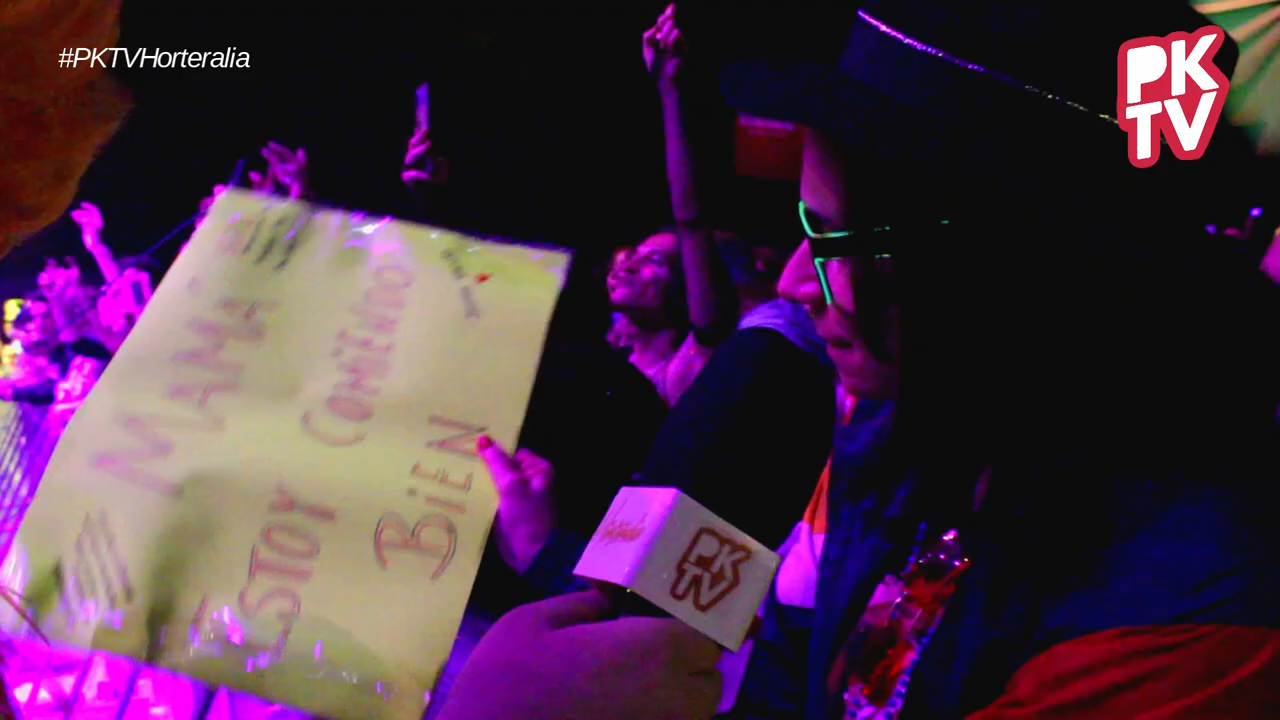 #PKTVHorteralia
PK
TV
MAMÁ
ESTOY COMIENDO
BIEN
PK
TV